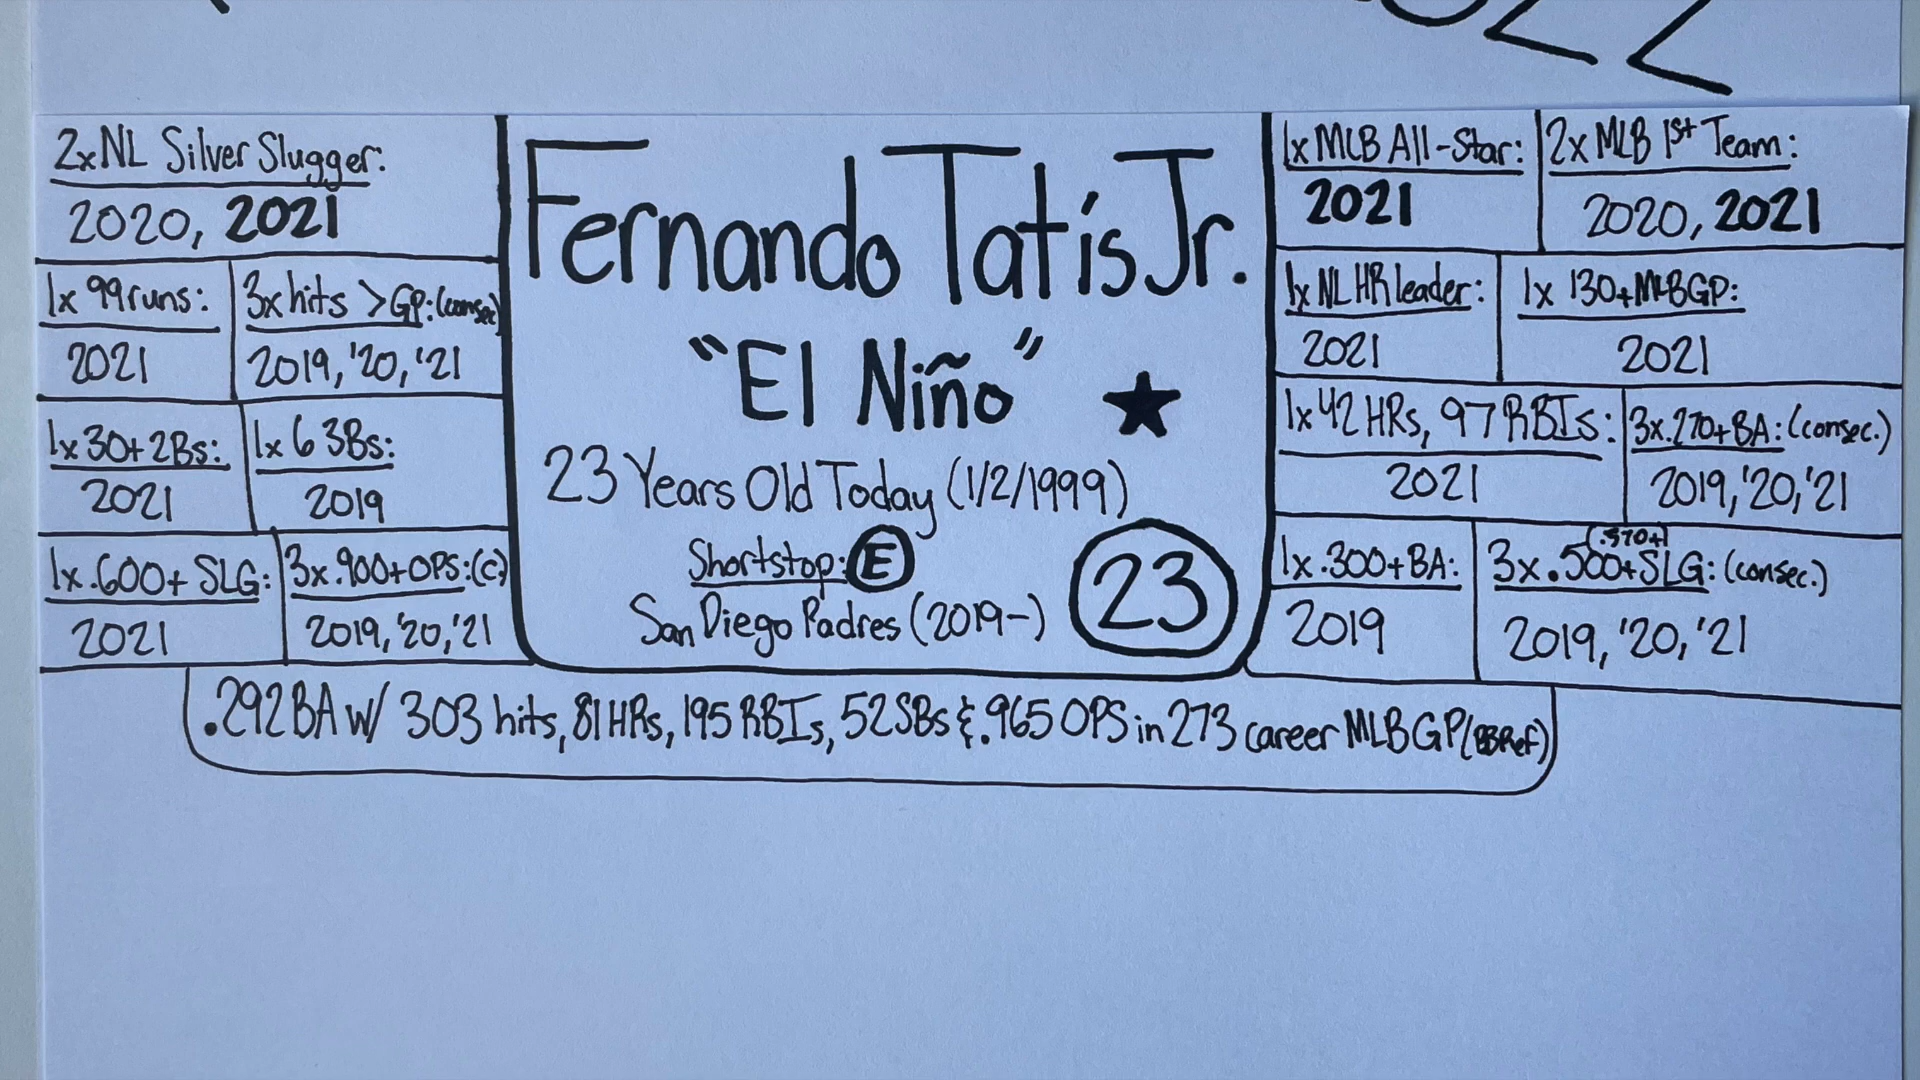 2022
2xNL Silver Slugger:
2020, 2021
1x 99 runs:
2021
3x hits >GP: (consec)
2019, '20, '21
1x 30+ 2Bs:
2021
1x 6 3Bs:
2019
1x .600+ SLG:
2021
3x .900+ OPS: (c)
2019, '20, '21
Fernando Tatís Jr.
"El Niño" ★
23 Years Old Today (1/2/1999)
Shortstop: E
San Diego Padres (2019-)
23
1x MLB All-Star:
2021
2x MLB 1st Team:
2020, 2021
1x NL HR leader:
2021
1x 130+ MLB GP:
2021
1x 42 HRs, 97 RBIs:
2021
3x .270+ BA: (consec.)
2019, '20, '21
1x .300+ BA:
2019
(.570+)
3x .500+ SLG: (consec.)
2019, '20, '21
.292 BA w/ 303 hits, 81 HRs, 195 RBIs, 52 SBs & .965 OPS in 273 career MLB GP (BBRef)